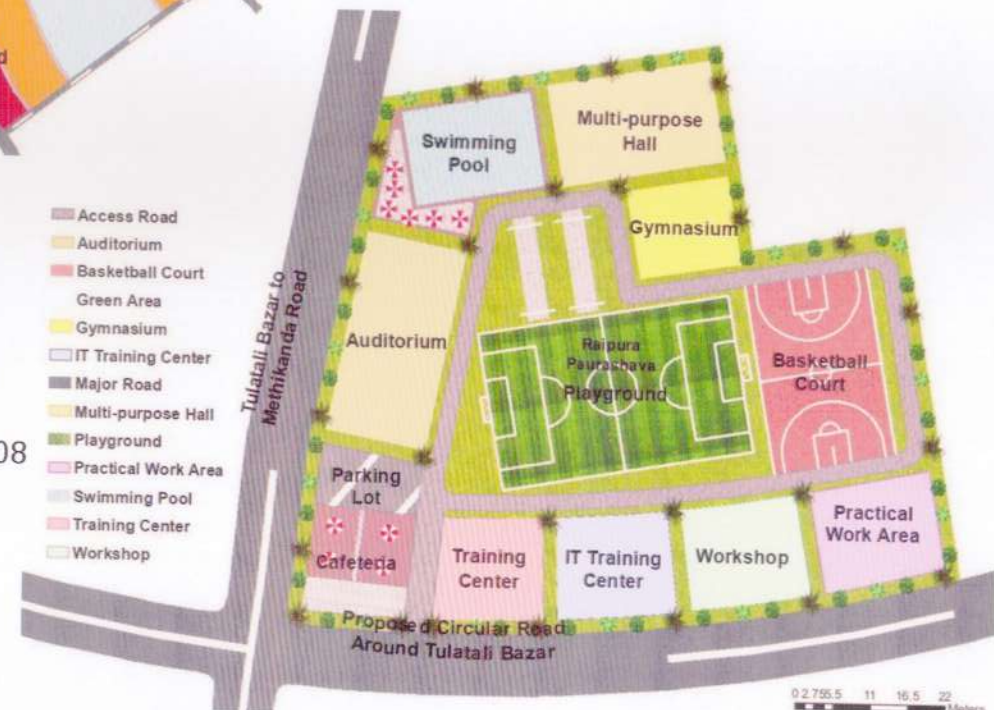 d
08
Access Road
Auditorium
Basketball Court
Green Area
Gymnasium
IT Training Center
Major Road
Multi-purpose Hall
Playground
Practical Work Area
Swimming Pool
Training Center
Workshop
Tulatali Bazar to
Methikanda Road
Swimming
Pool
Multi-purpose
Hall
Gymnasium
Auditorium
Raipura
Paurashava
Playground
Basketball
Court
Parking
Lot
Cafeteria
Training
Center
IT Training
Center
Workshop
Practical
Work Area
Proposed Circular Road
Around Tulatali Bazar
0 2.75 5.5 11 16.5 22
Meters